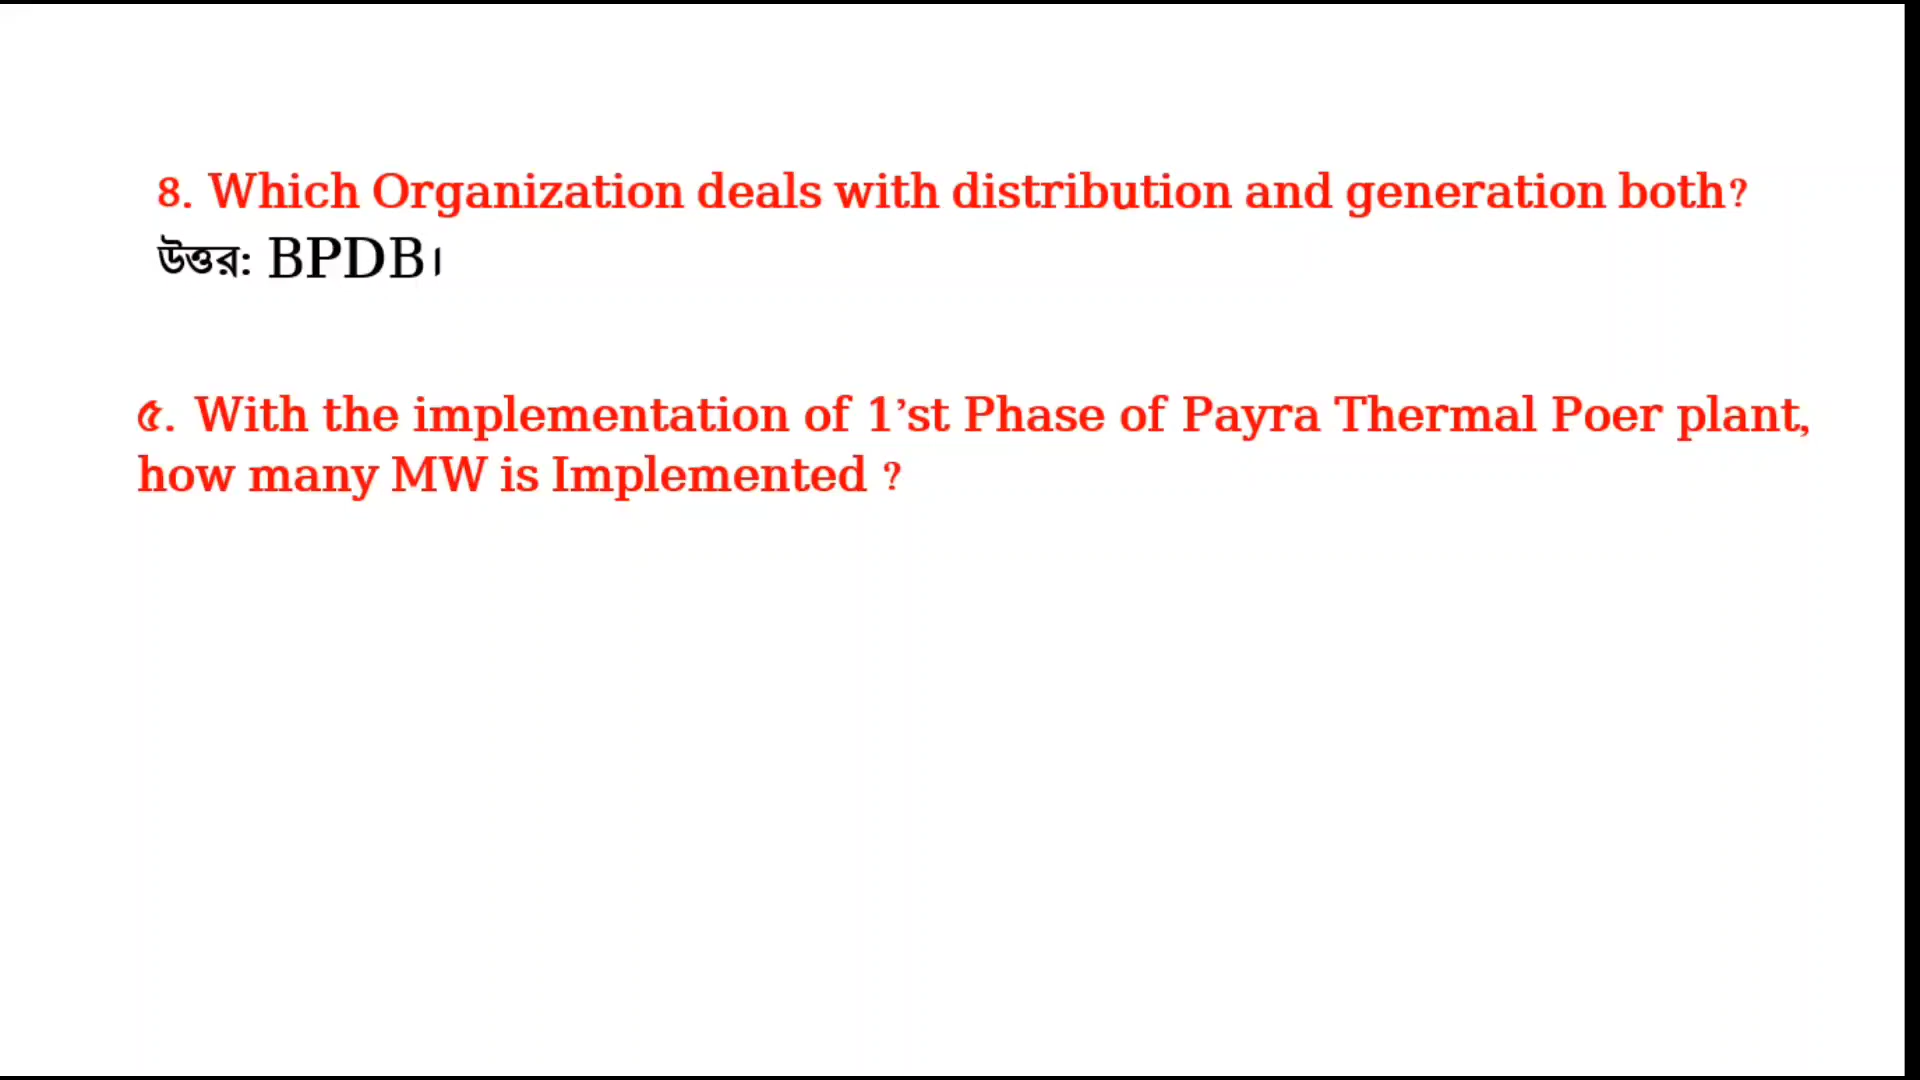 ৪. Which Organization deals with distribution and generation both?
উত্তর: BPDB।
৫. With the implementation of 1’st Phase of Payra Thermal Poer plant,
how many MW is Implemented ?